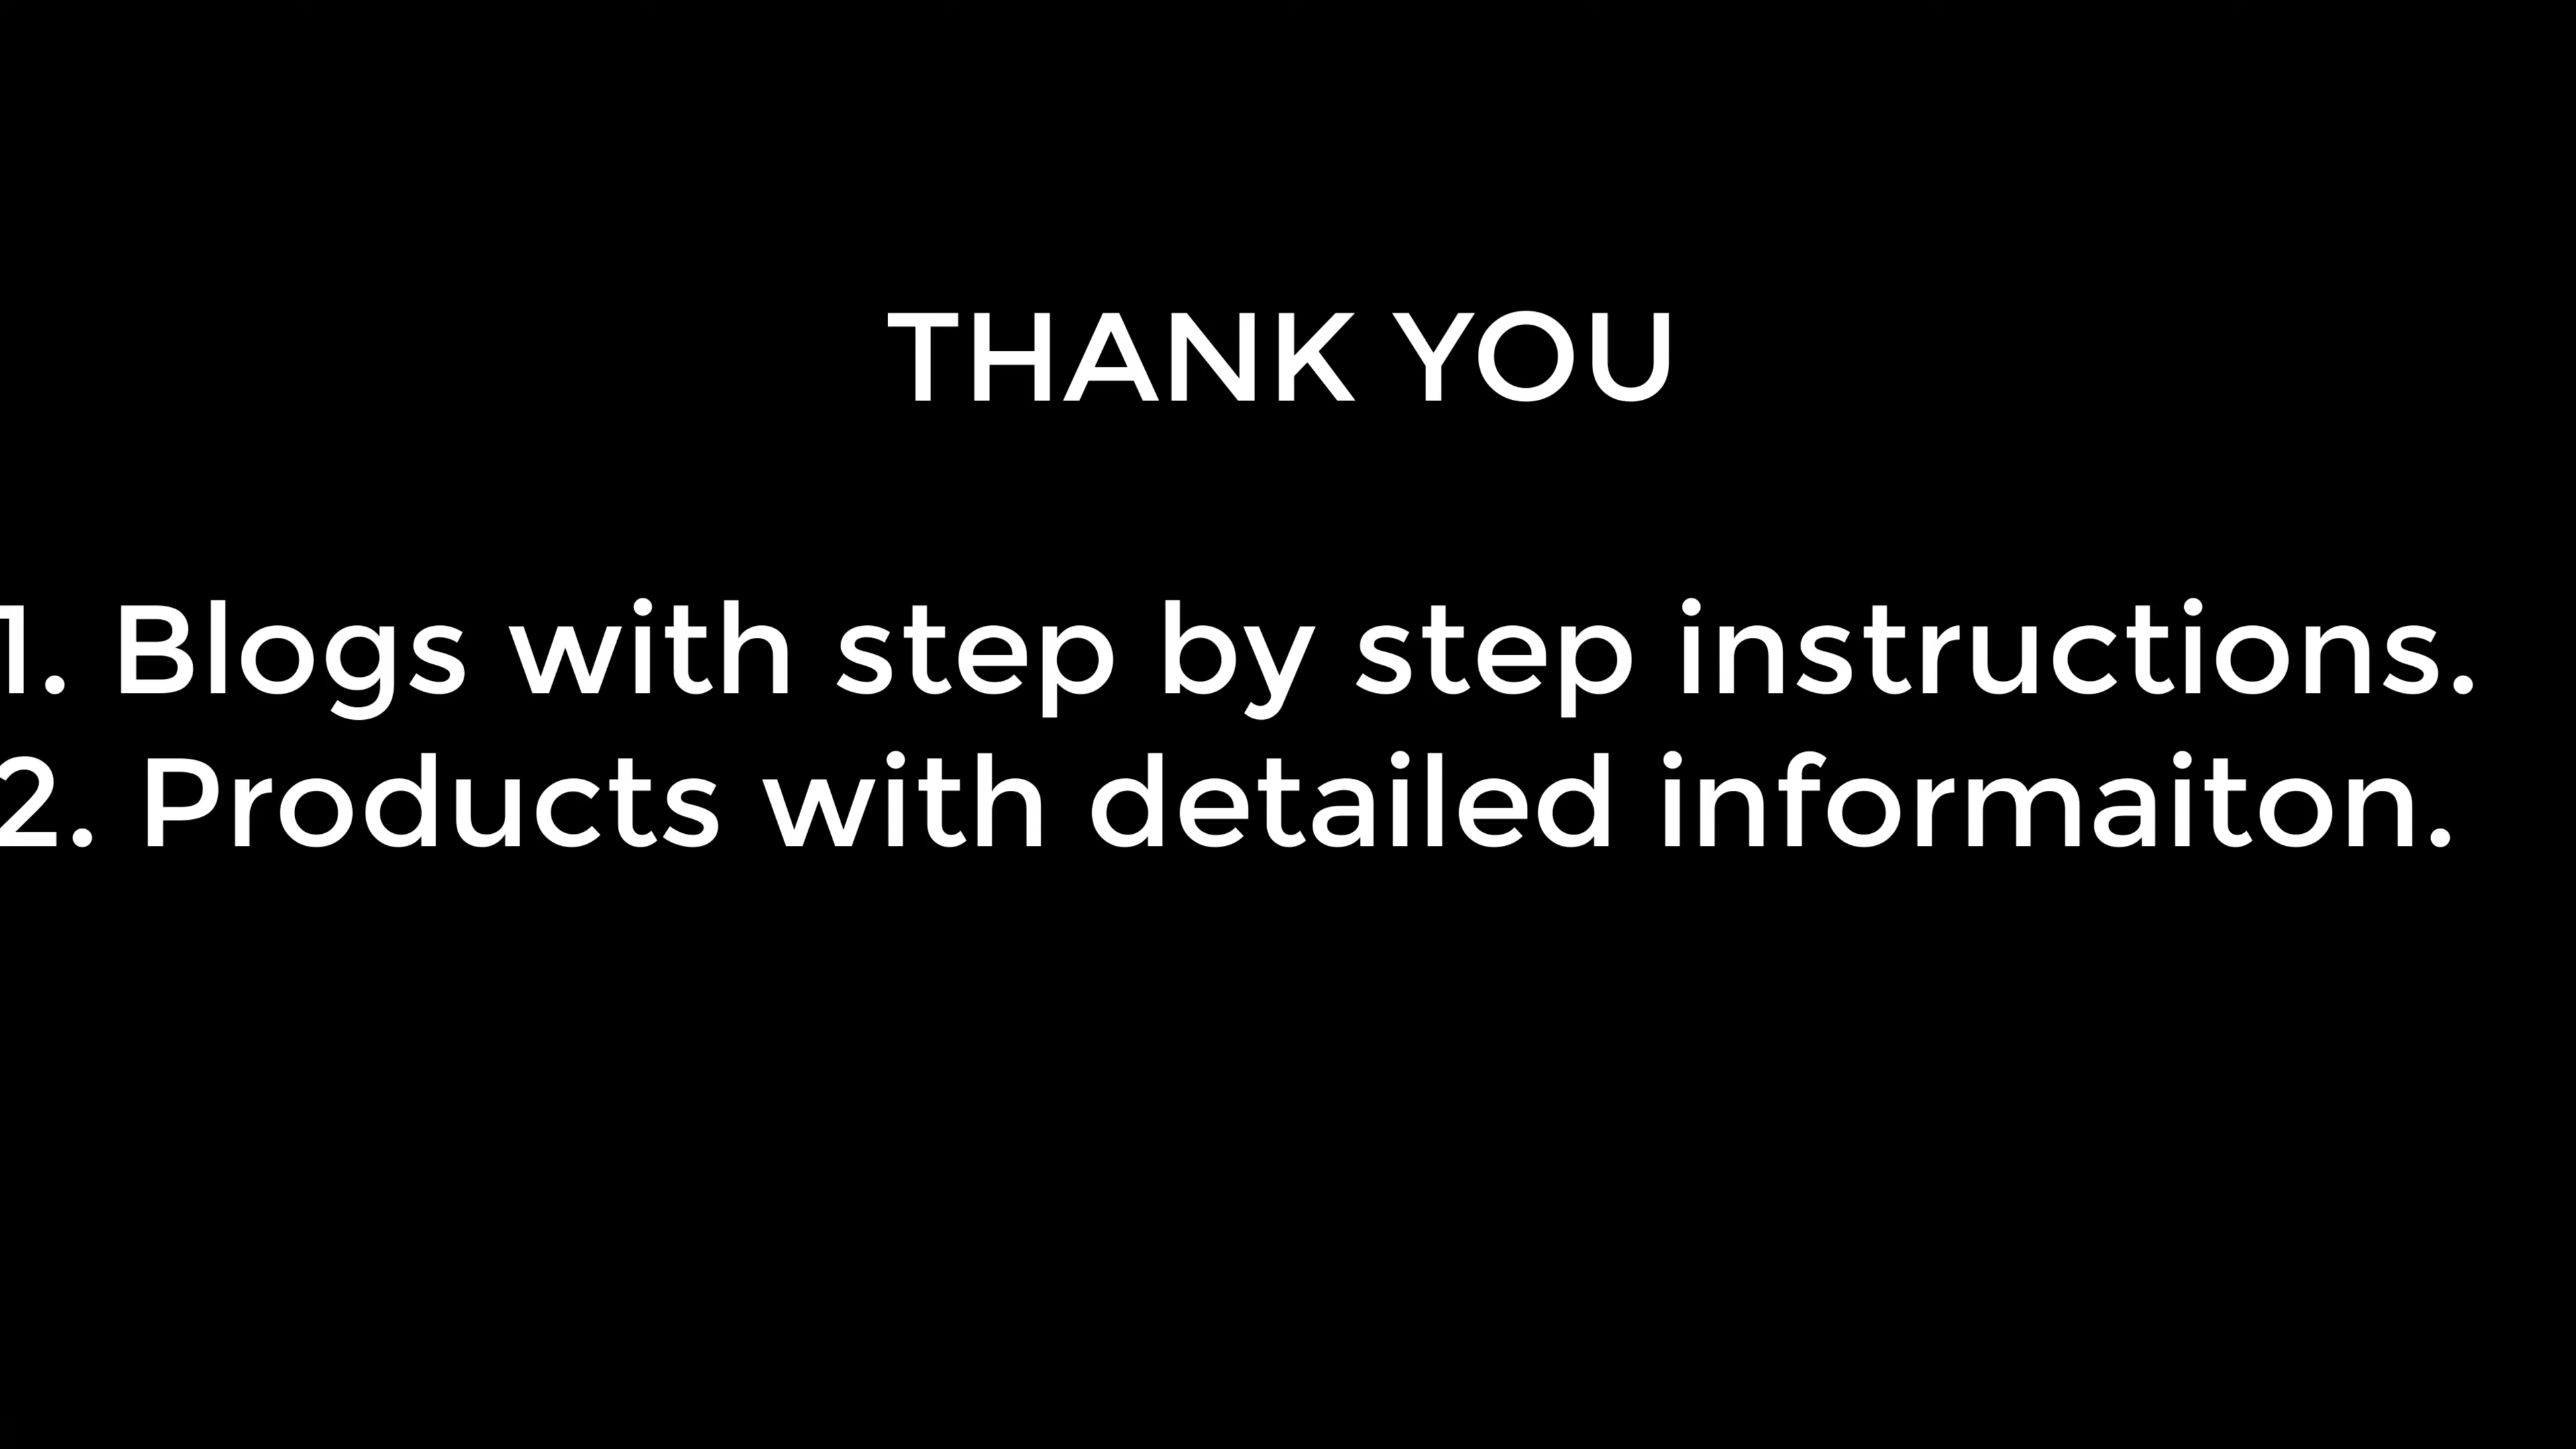 THANK YOU
1. Blogs with step by step instructions.
2. Products with detailed informaiton.